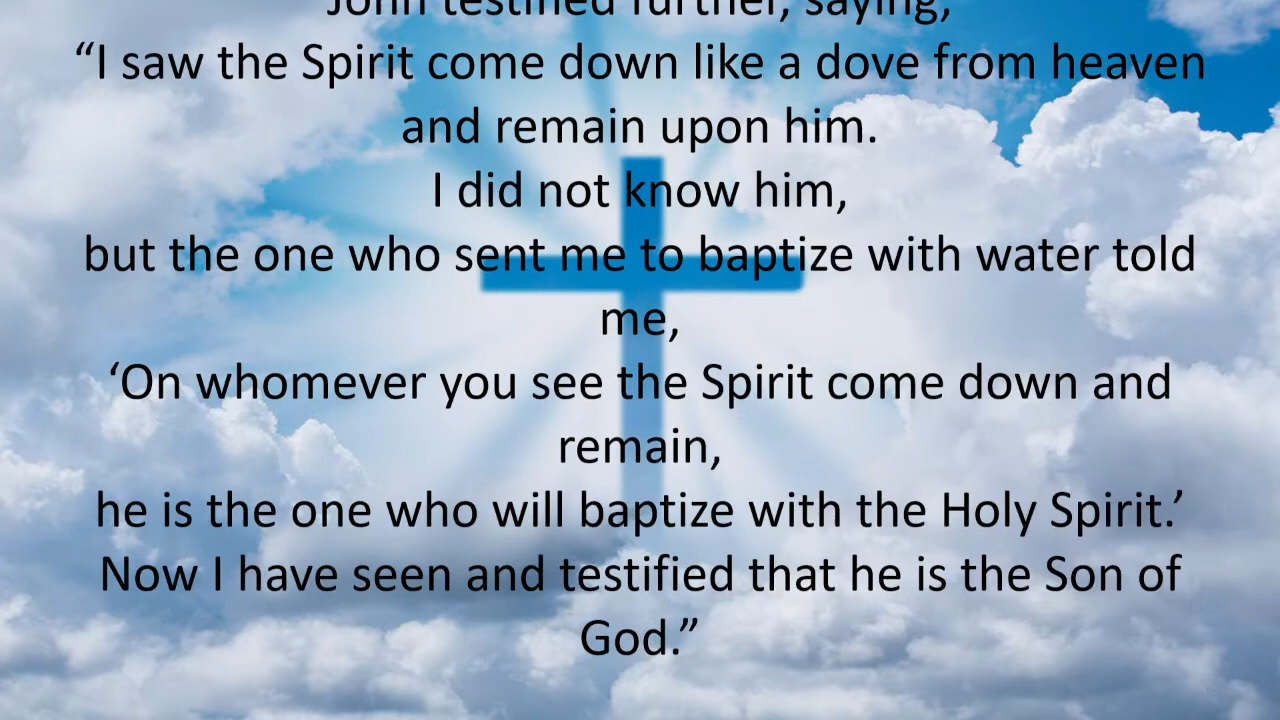 John testified further, saying,
“I saw the Spirit come down like a dove from heaven
and remain upon him.
I did not know him,
but the one who sent me to baptize with water told
me,
‘On whomever you see the Spirit come down and
remain,
he is the one who will baptize with the Holy Spirit.’
Now I have seen and testified that he is the Son of
God.”